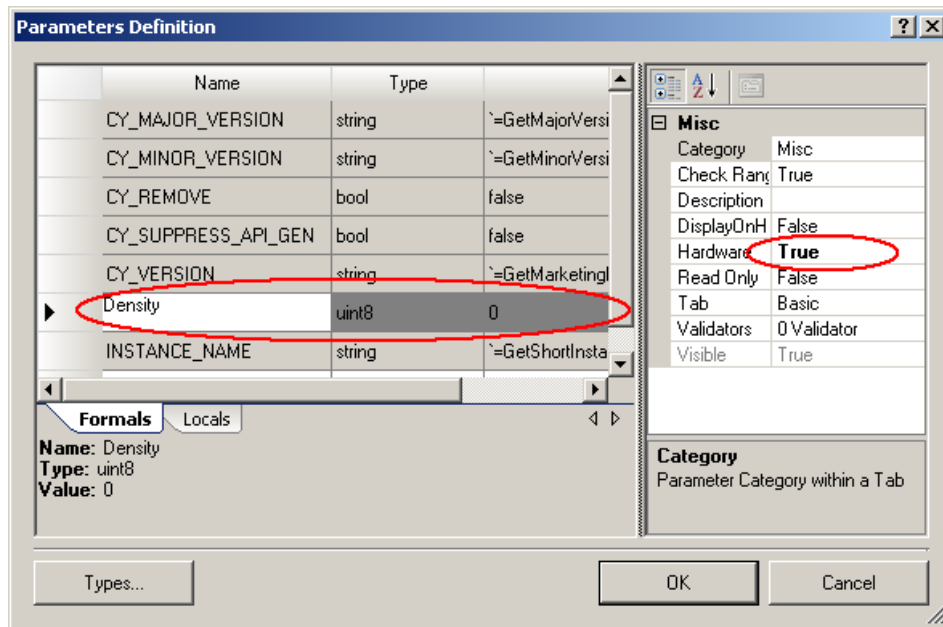 Parameters Definition
Name Type
CY_MAJOR_VERSION string `=GetMajorVersi
CY_MINOR_VERSION string `=GetMinorVersi
CY_REMOVE bool false
CY_SUPPRESS_API_GEN bool false
CY_VERSION string `=GetMarketingl
Density uint8 0
INSTANCE_NAME string `=GetShortInsta
Formals Locals
Name: Density
Type: uint8
Value: 0
Misc
Category Misc
Check Rang True
Description
DisplayOnH False
Hardware True
Read Only False
Tab Basic
Validators 0 Validator
Visible True
Category
Parameter Category within a Tab
Types... OK Cancel